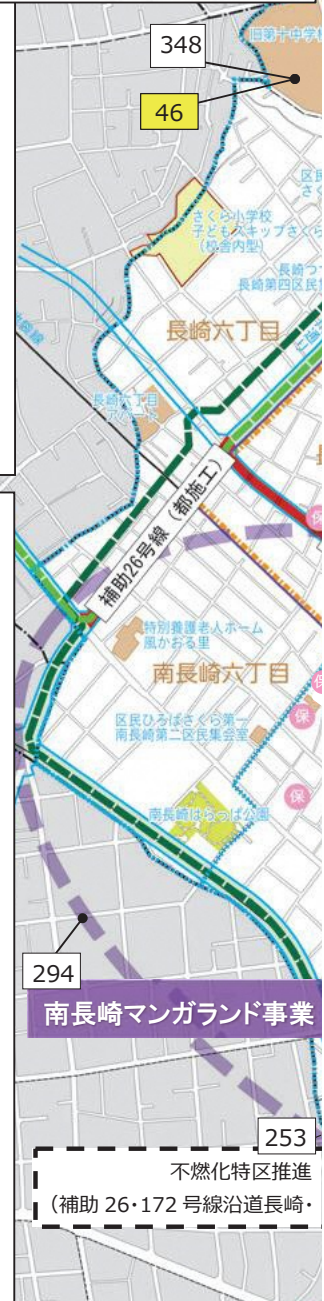 348
旧第十中学校
46
さくら小学校
子どもスキップさくら
(校舎内型)
長崎六丁目
長崎六丁目
アパート
補助26号線(都施工)
特別養護老人ホーム
風かおる里
南長崎六丁目
区民ひろばさくら第一
南長崎第二区民集会室
保
保
保
保
南長崎はらっぱ公園
294
南長崎マンガランド事業
253
不燃化特区推進
(補助 26・172 号線沿道長崎・